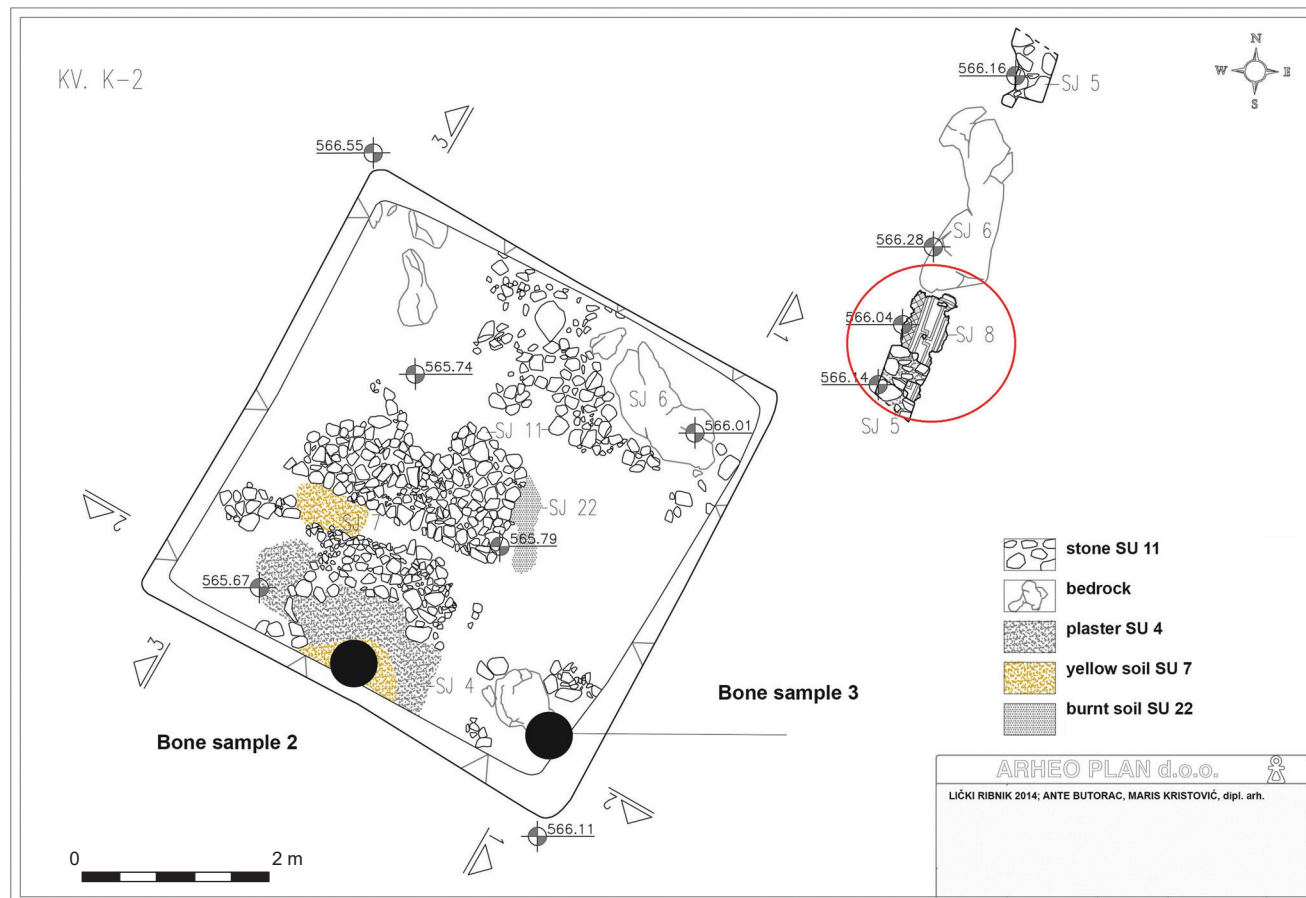 KV. K-2
N
W E
S
566.16
SJ 5
3
566.55
566.28
SJ 6
1
566.04
SJ 8
566.14
SJ 5
565.74
SJ 6
SJ 11
566.01
SJ 22
2
SJ 7
565.79
565.67
3
SJ 4
Bone sample 3
Bone sample 2
2
566.11
1
0 2 m
stone SU 11
bedrock
plaster SU 4
yellow soil SU 7
burnt soil SU 22
ARHEO PLAN d.o.o.
LIČKI RIBNIK 2014; ANTE BUTORAC, MARIS KRISTOVIĆ, dipl. arh.